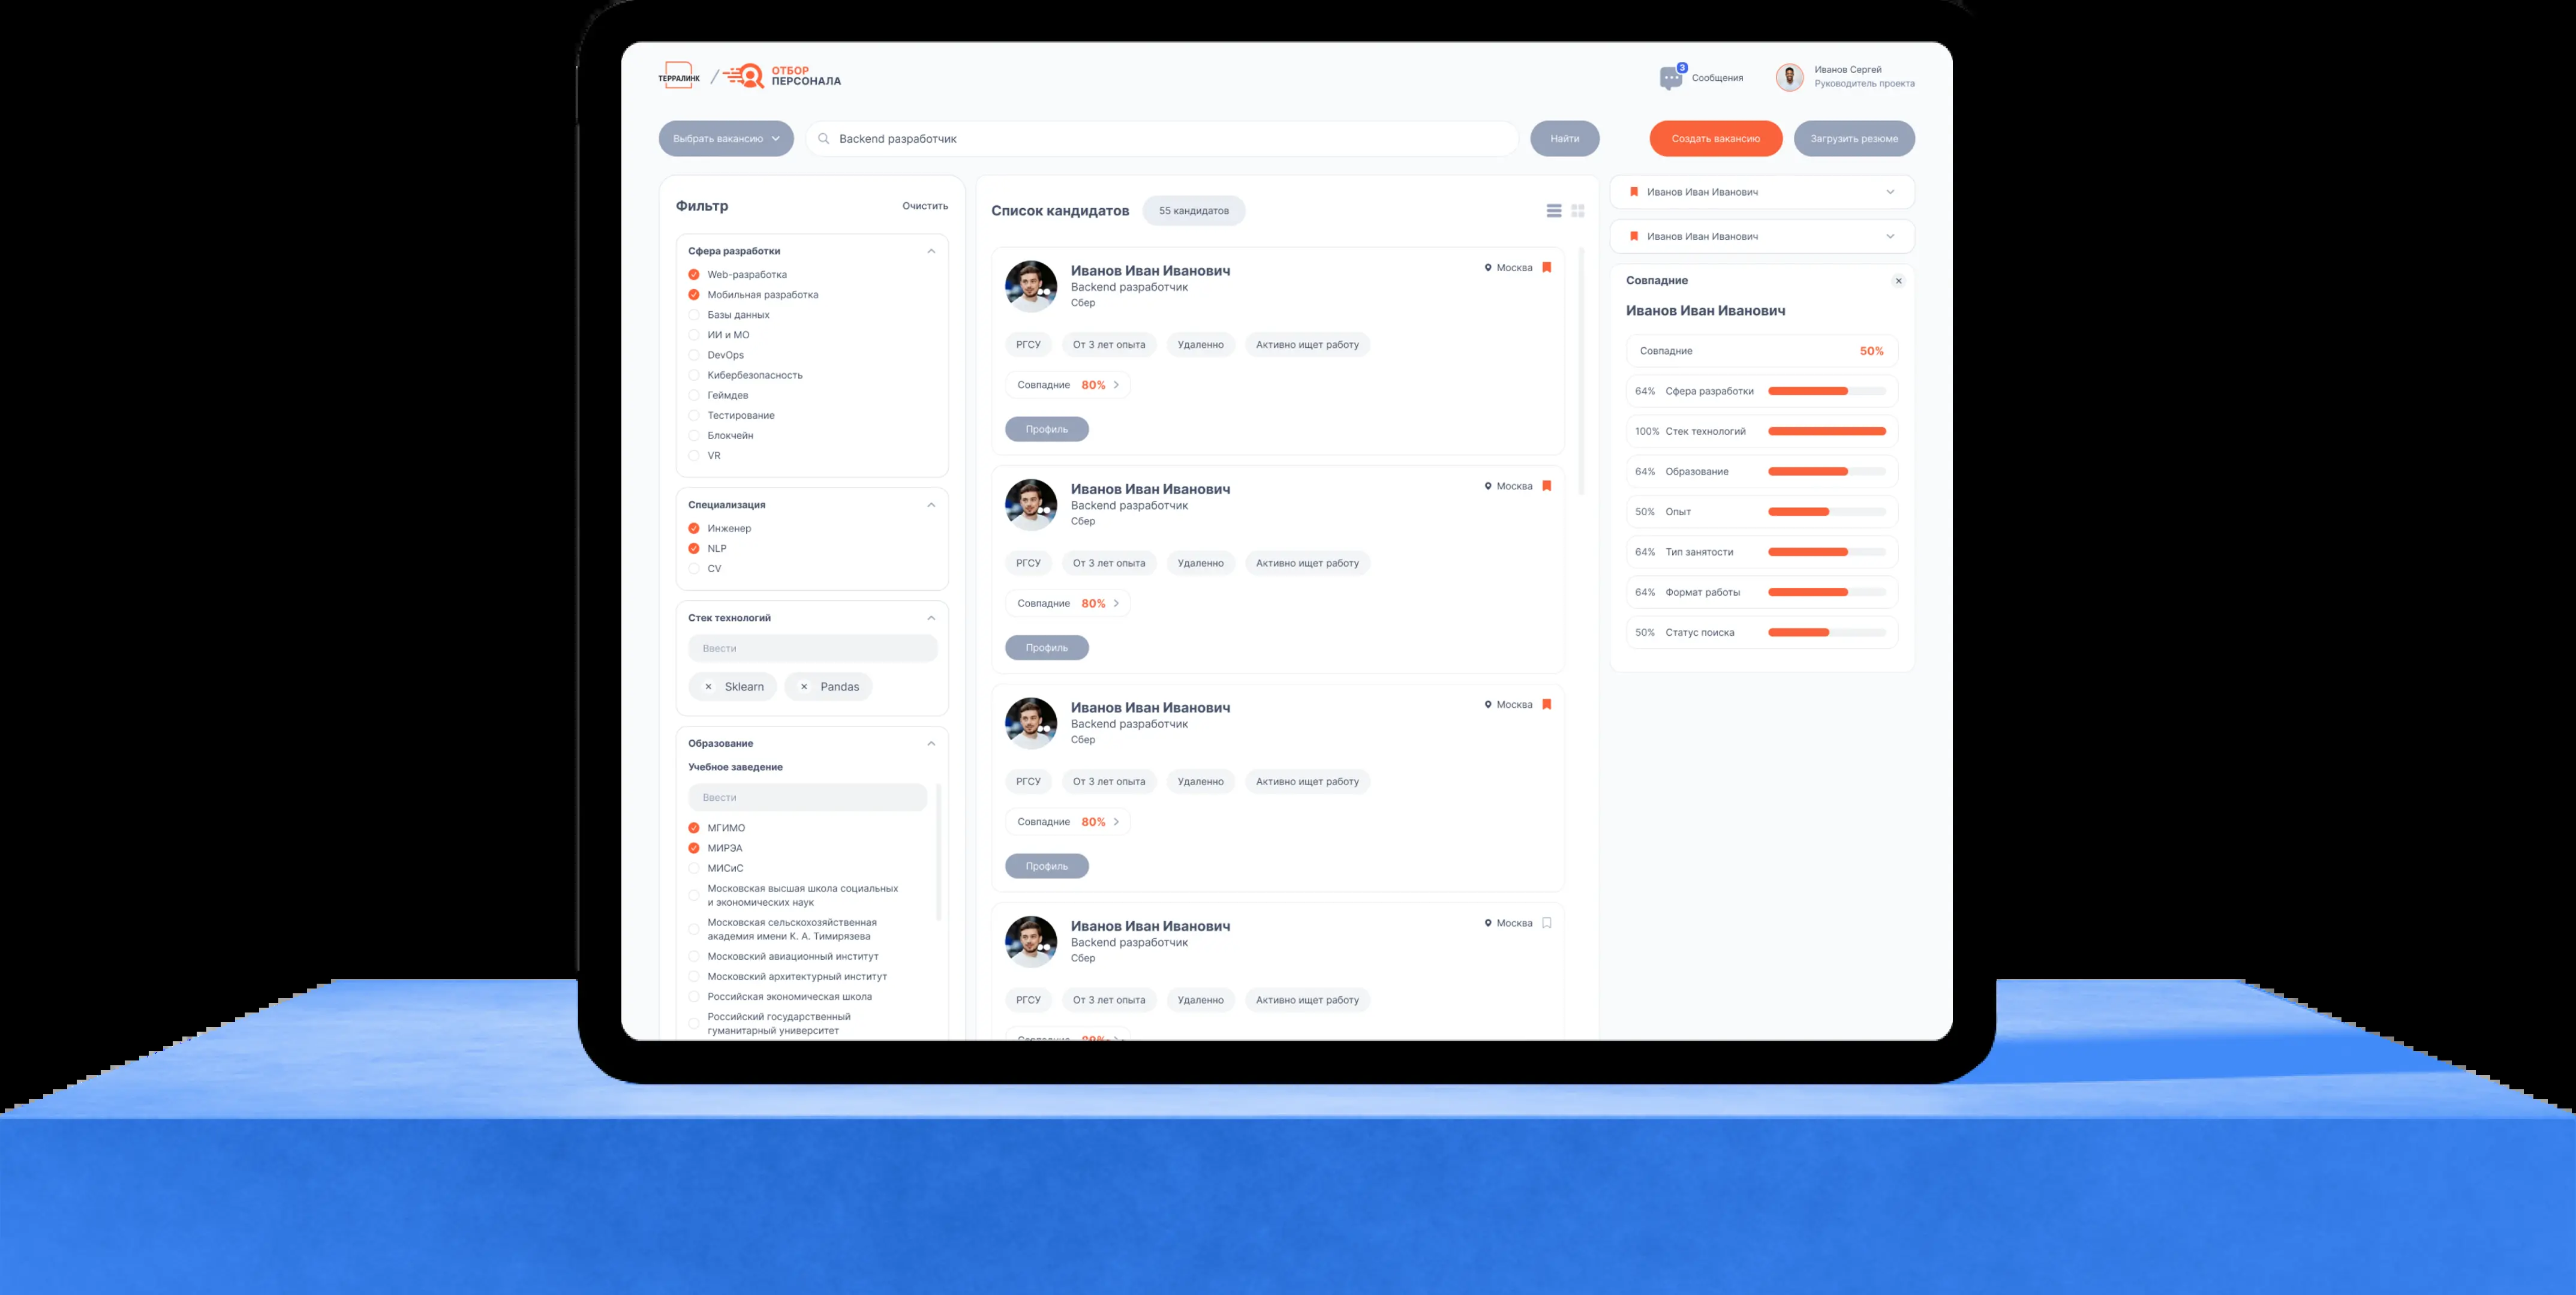 ТЕРРАЛИНК
ОТБОР
ПЕРСОНАЛА
3
Сообщения
Иванов Сергей
Руководитель проекта
Выбрать вакансию
Backend разработчик
Найти
Создать вакансию
Загрузить резюме
Фильтр
Очистить
Сфера разработки
Web-разработка
Мобильная разработка
Базы данных
ИИ и МО
DevOps
Кибербезопасность
Геймдев
Тестирование
Блокчейн
VR
Специализация
Инженер
NLP
CV
Стек технологий
Ввести
Sklearn
Pandas
Образование
Учебное заведение
Ввести
МГИМО
МИРЭА
МИСиС
Московская высшая школа социальных
и экономических наук
Московская сельскохозяйственная
академия имени К. А. Тимирязева
Московский авиационный институт
Московский архитектурный институт
Российская экономическая школа
Российский государственный
гуманитарный университет
Список кандидатов
55 кандидатов
Иванов Иван Иванович
Backend разработчик
Сбер
Москва
РГСУ
От 3 лет опыта
Удаленно
Активно ищет работу
Совпадние 80%
Профиль
Иванов Иван Иванович
Backend разработчик
Сбер
Москва
РГСУ
От 3 лет опыта
Удаленно
Активно ищет работу
Совпадние 80%
Профиль
Иванов Иван Иванович
Backend разработчик
Сбер
Москва
РГСУ
От 3 лет опыта
Удаленно
Активно ищет работу
Совпадние 80%
Профиль
Иванов Иван Иванович
Backend разработчик
Сбер
Москва
РГСУ
От 3 лет опыта
Удаленно
Активно ищет работу
Иванов Иван Иванович
Иванов Иван Иванович
Совпадние
Иванов Иван Иванович
Совпадние 50%
64% Сфера разработки
100% Стек технологий
64% Образование
50% Опыт
64% Тип занятости
64% Формат работы
50% Статус поиска